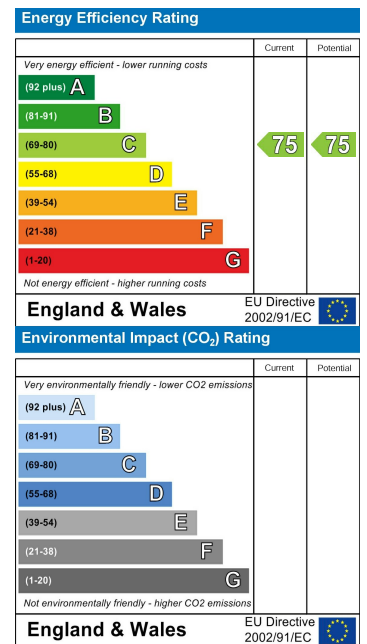 Energy Efficiency Rating
Current Potential
Very energy efficient - lower running costs
(92 plus) A
(81-91) B
(69-80) C 75 75
(55-68) D
(39-54) E
(21-38) F
(1-20) G
Not energy efficient - higher running costs
England & Wales EU Directive 2002/91/EC
Environmental Impact (CO₂) Rating
Current Potential
Very environmentally friendly - lower CO2 emissions
(92 plus) A
(81-91) B
(69-80) C
(55-68) D
(39-54) E
(21-38) F
(1-20) G
Not environmentally friendly - higher CO2 emissions
England & Wales EU Directive 2002/91/EC